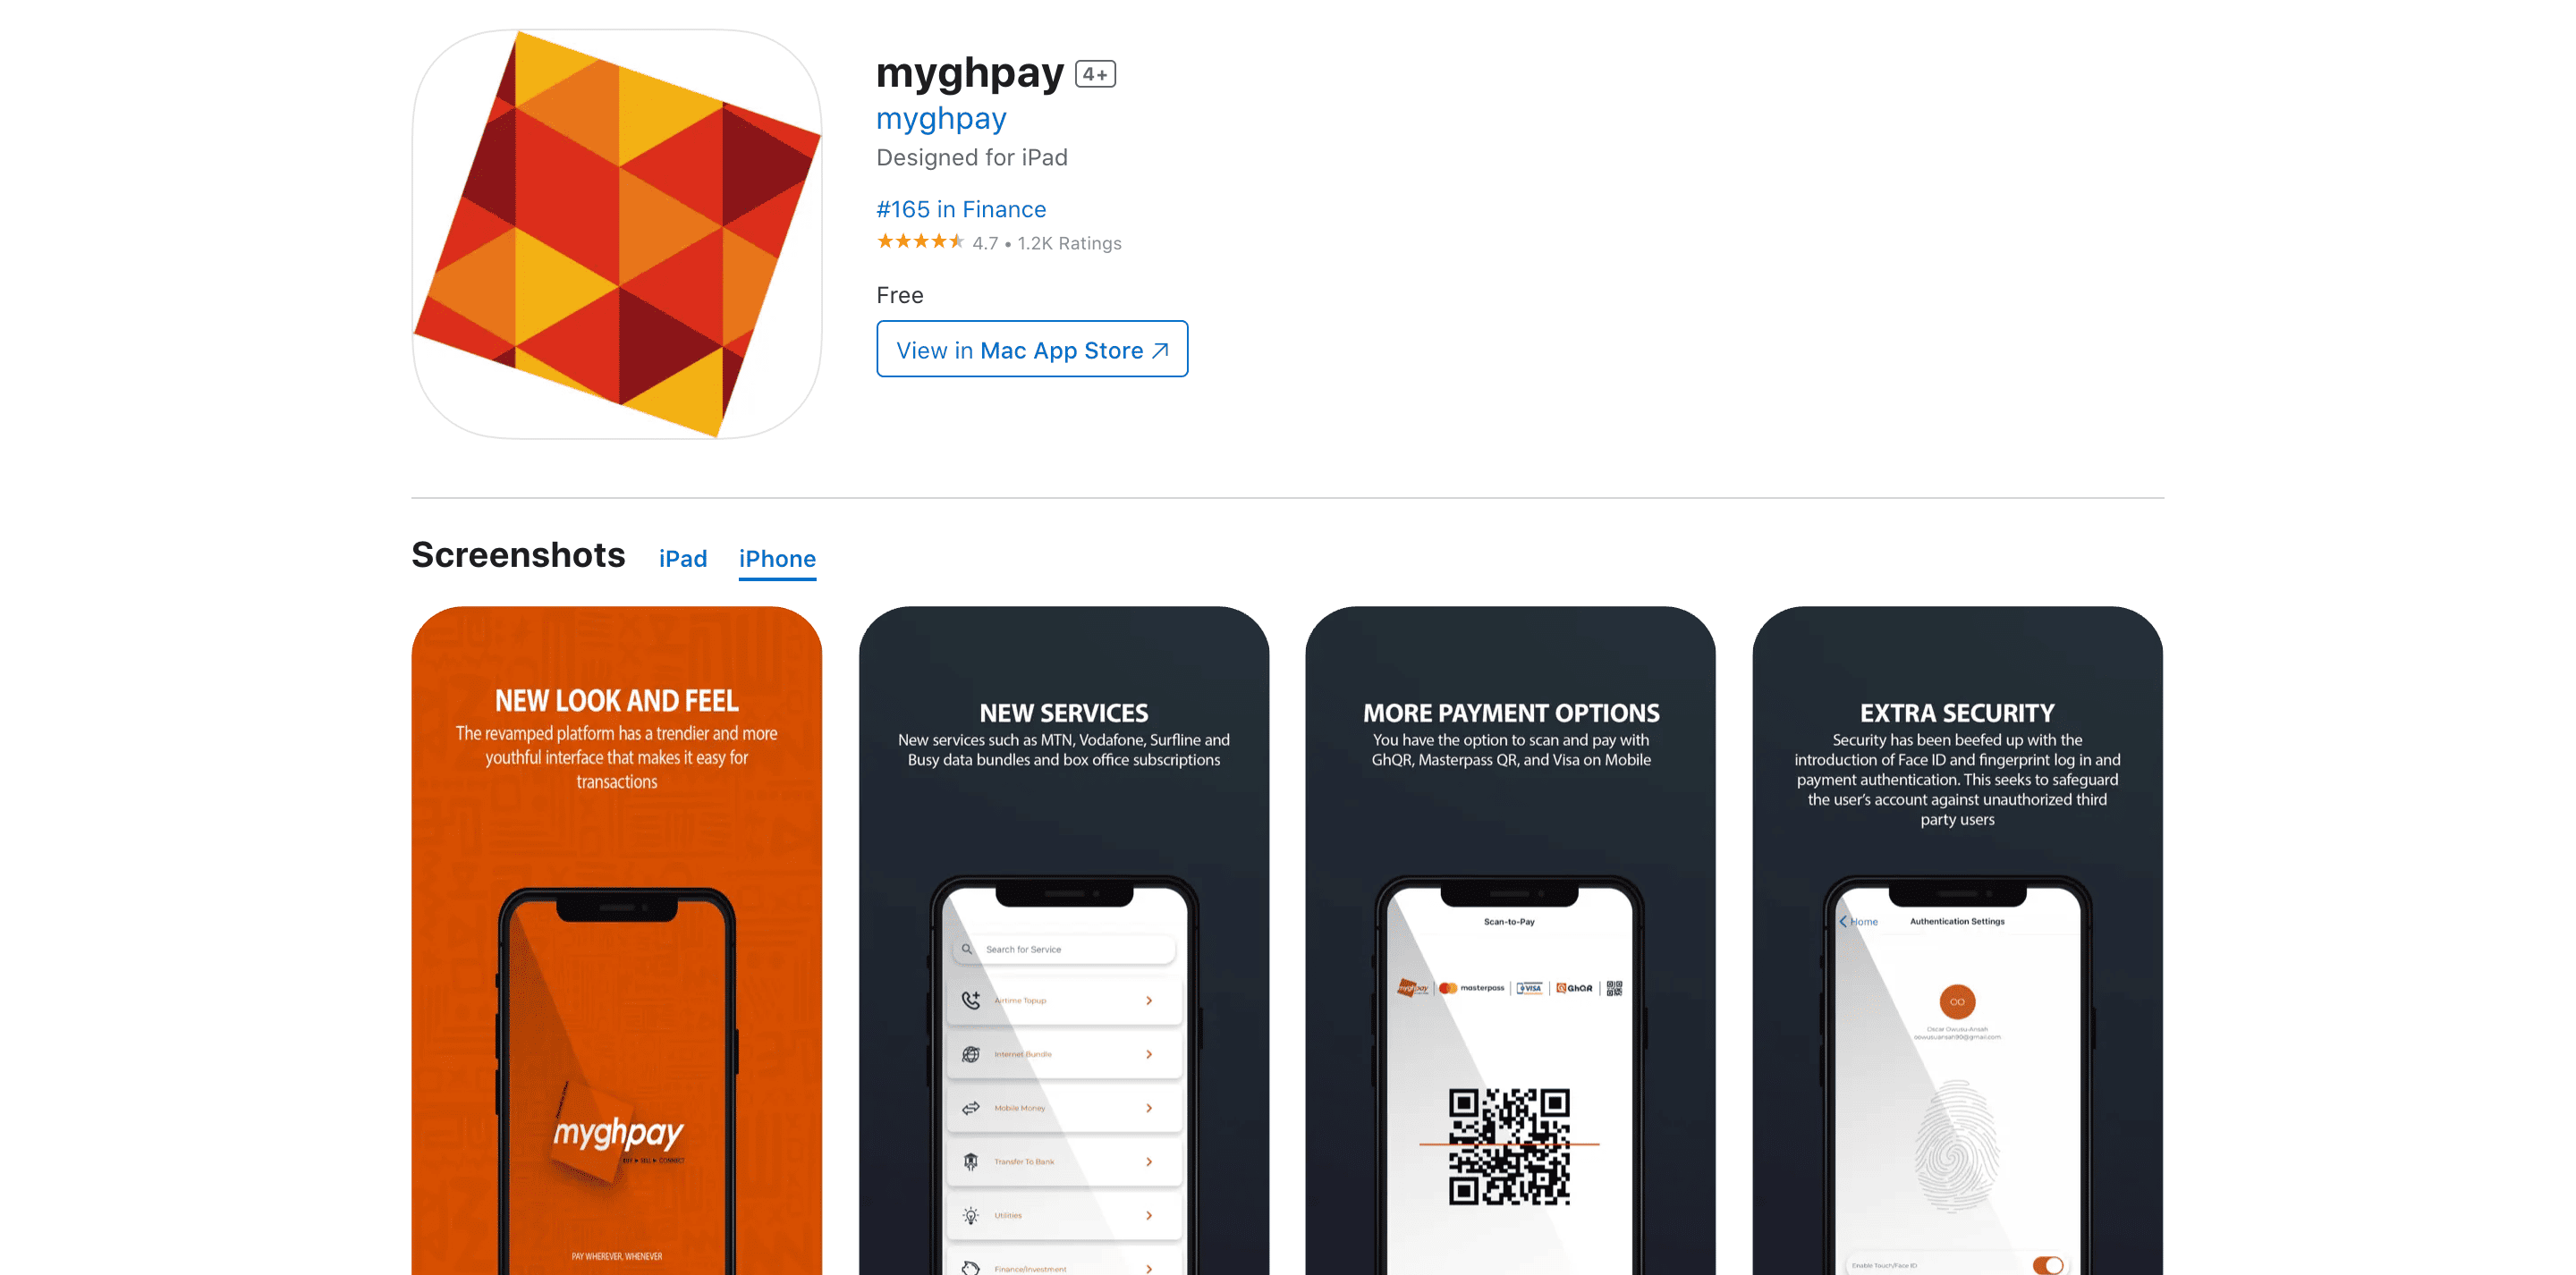 myghpay 4+
myghpay
Designed for iPad
#165 in Finance
4.7 • 1.2K Ratings
Free
View in Mac App Store
Screenshots iPad iPhone
NEW LOOK AND FEEL
The revamped platform has a trendier and more
youthful interface that makes it easy for
transactions
myghpay
BUY ▸ SELL ▸ CONNECT
PAY WHEREVER, WHENEVER
NEW SERVICES
New services such as MTN, Vodafone, Surfline and
Busy data bundles and box office subscriptions
Search for Service
Airtime Topup
Internet Bundle
Mobile Money
Transfer To Bank
Utilities
Finance/Investment
MORE PAYMENT OPTIONS
You have the option to scan and pay with
GhQR, Masterpass QR, and Visa on Mobile
Scan-to-Pay
myghpay masterpass VISA GhQR
EXTRA SECURITY
Security has been beefed up with the
introduction of Face ID and fingerprint log in and
payment authentication. This seeks to safeguard
the user's account against unauthorized third
party users
Home Authentication Settings
OO
Oscar Owusu-Ansah
oewusuansah90@gmail.com
Enable Touch/Face ID